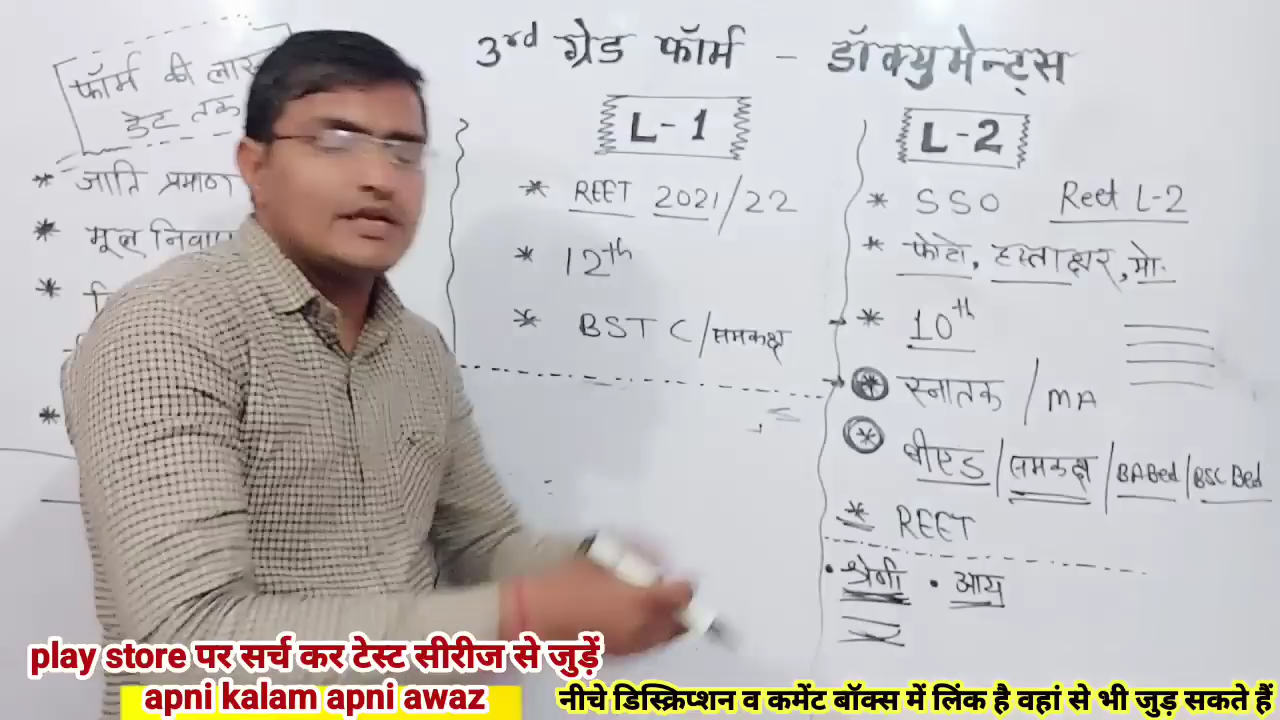 3rd ग्रेड फॉर्म - डॉक्युमेन्ट्स
फॉर्म की लास्
डेट तक
* जाति प्रमाण
* मूल निवास
*
*
L-1
* REET 2021/22
* 12th
* BSTC/समकक्ष
L-2
* SSO Reet L-2
* फोटो, हस्ताक्षर, मो.
* 10th
* स्नातक / MA
* बीएड/समकक्ष/BABed/BSC Bed
* REET
• श्रेणी • आय
play store पर सर्च कर टेस्ट सीरीज से जुड़ें
apni kalam apni awaz
नीचे डिस्क्रिप्शन व कमेंट बॉक्स में लिंक है वहां से भी जुड़ सकते हैं